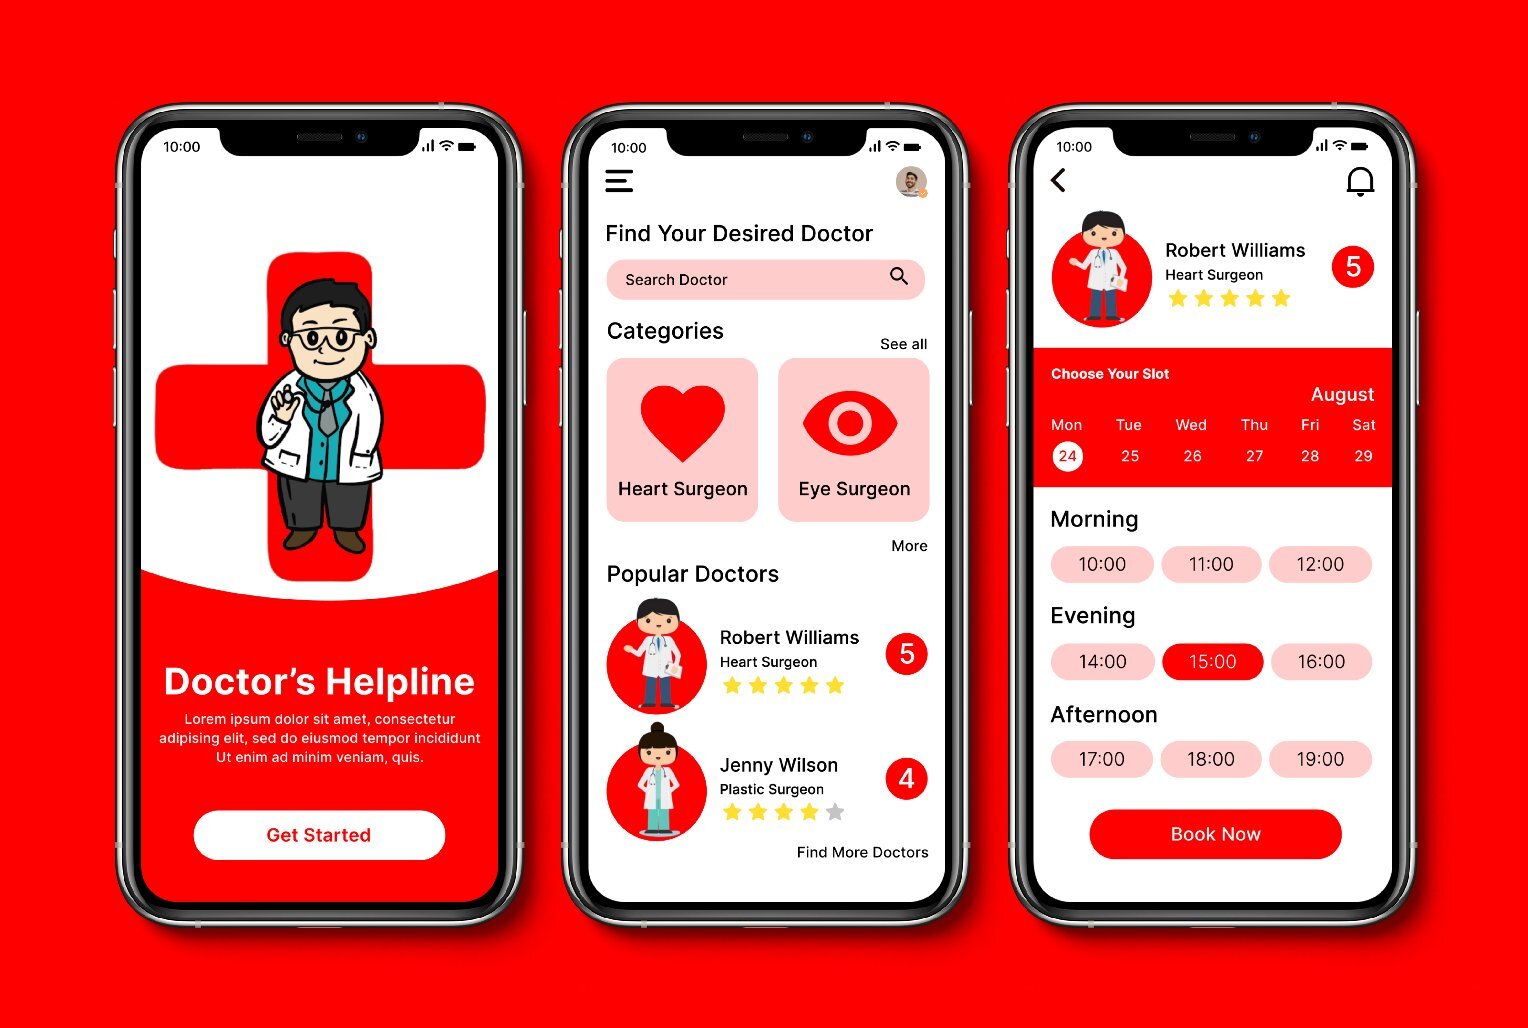 10:00
Doctor's Helpline
Lorem ipsum dolor sit amet, consectetur
adipising elit, sed do eiusmod tempor incididunt
Ut enim ad minim veniam, quis.
Get Started
10:00
Find Your Desired Doctor
Search Doctor
Categories
See all
Heart Surgeon
Eye Surgeon
More
Popular Doctors
Robert Williams
Heart Surgeon
5
Jenny Wilson
Plastic Surgeon
4
Find More Doctors
10:00
Robert Williams
Heart Surgeon
5
Choose Your Slot
August
Mon Tue Wed Thu Fri Sat
24 25 26 27 28 29
Morning
10:00 11:00 12:00
Evening
14:00 15:00 16:00
Afternoon
17:00 18:00 19:00
Book Now